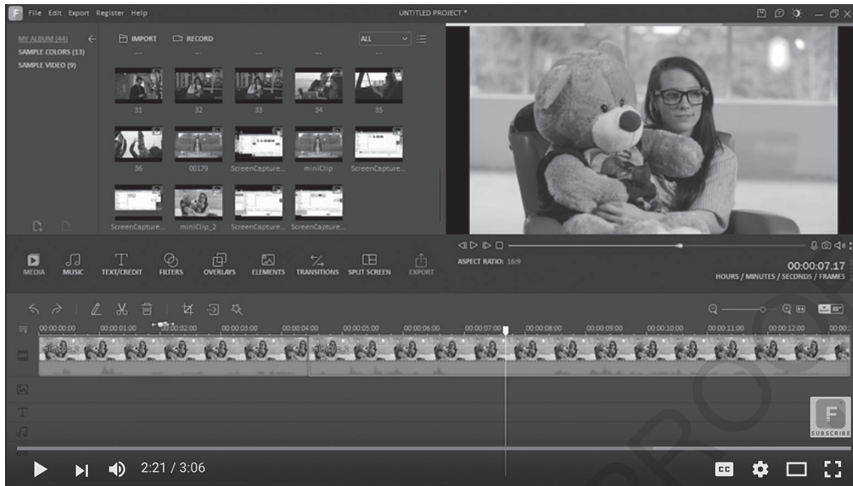 F File Edit Export Register Help UNTITLED PROJECT *
MY ALBUM (44)
SAMPLE COLORS (13)
SAMPLE VIDEO (9)
IMPORT RECORD ALL
31 32 33 34 35
36 00179 ScreenCapture... miniClip ScreenCapture...
ScreenCapture... miniClip_2 ScreenCapture... ScreenCapture...
MEDIA MUSIC TEXT/CREDIT FILTERS OVERLAYS ELEMENTS TRANSITIONS SPLIT SCREEN EXPORT
ASPECT RATIO: 16:9
00:00:07.17
HOURS / MINUTES / SECONDS / FRAMES
00:00:00:00 00:00:01:00 00:00:02:00 00:00:03:00 00:00:04:00 00:00:05:00 00:00:06:00 00:00:07:00 00:00:08:00 00:00:09:00 00:00:10:00 00:00:11:00 00:00:12:00
T
F
SUBSCRIBE
PROO
2:21 / 3:06
CC